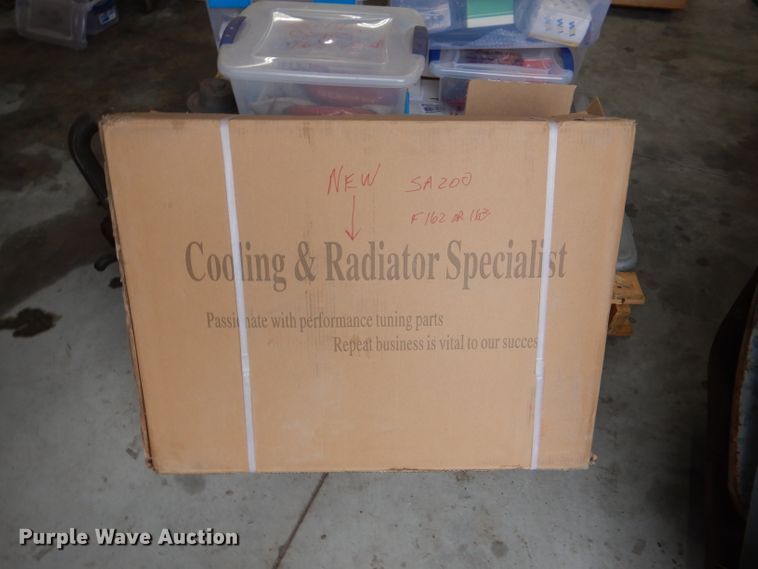 NEW SA200
F162 OR 163
Cooling & Radiator Specialist
Passionate with performance tuning parts
Repeat business is vital to our succes
Purple Wave Auction